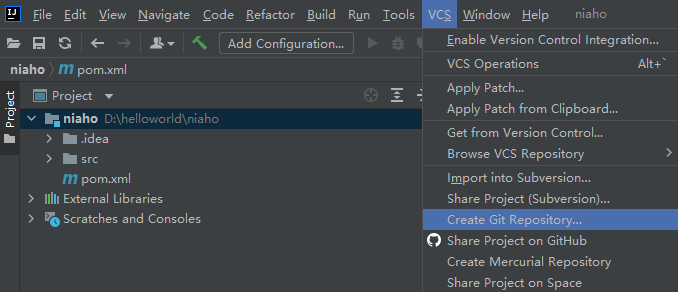 IJ File Edit View Navigate Code Refactor Build Run Tools VCS Window Help niaho
Add Configuration...
niaho pom.xml
Project
Project
niaho D:\helloworld\niaho
.idea
src
pom.xml
External Libraries
Scratches and Consoles
Enable Version Control Integration...
VCS Operations Alt+`
Apply Patch...
Apply Patch from Clipboard...
Get from Version Control...
Browse VCS Repository
Import into Subversion...
Share Project (Subversion)...
Create Git Repository...
Share Project on GitHub
Create Mercurial Repository
Share Project on Space